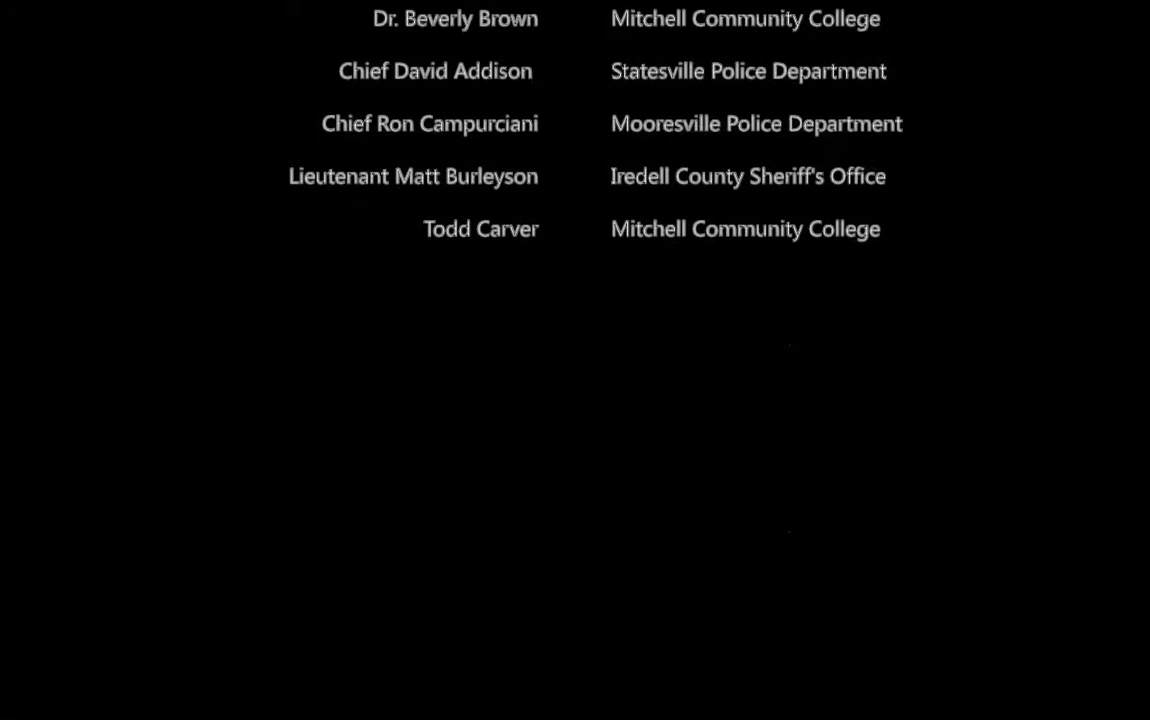 Dr. Beverly Brown Mitchell Community College
Chief David Addison Statesville Police Department
Chief Ron Campurciani Mooresville Police Department
Lieutenant Matt Burleyson Iredell County Sheriff's Office
Todd Carver Mitchell Community College